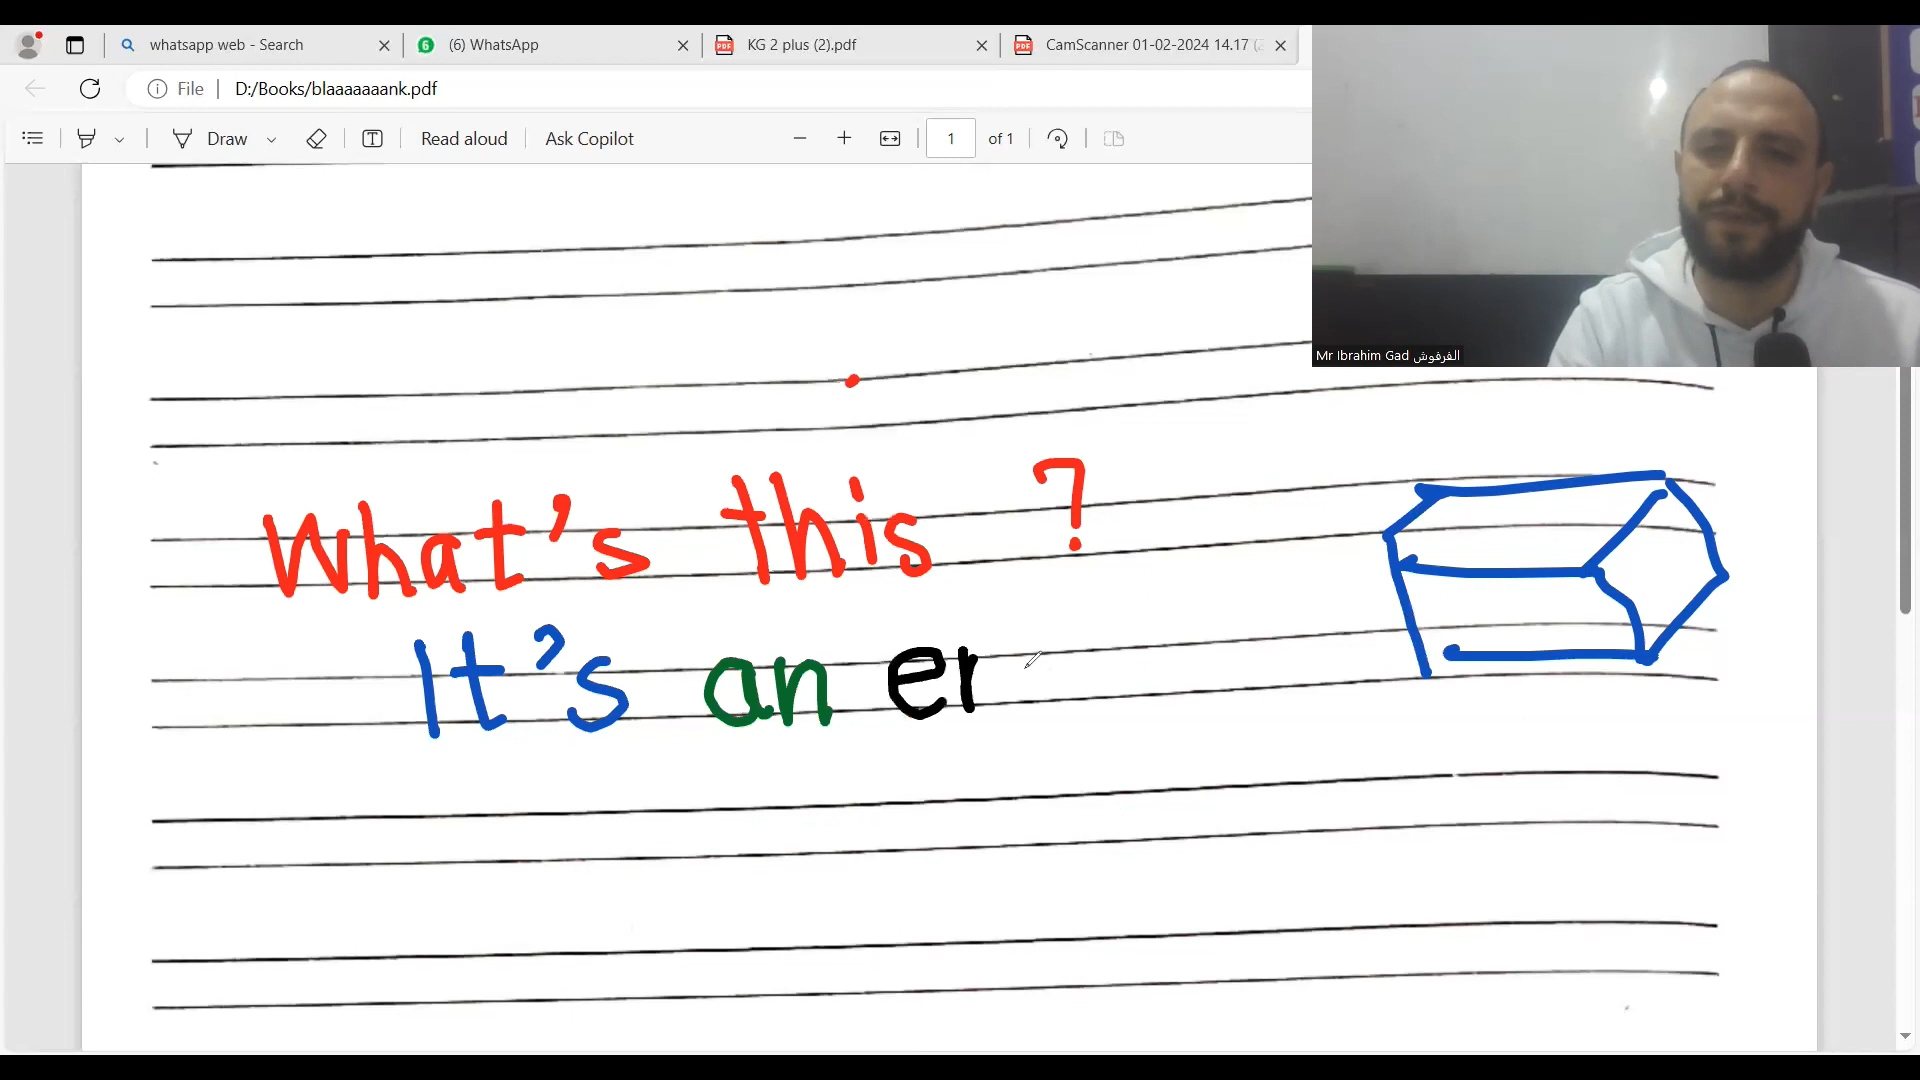 whatsapp web - Search
(6) WhatsApp
KG 2 plus (2).pdf
CamScanner 01-02-2024 14.17 (
File
D:/Books/blaaaaaaank.pdf
Draw
Read aloud
Ask Copilot
1
of 1
Mr Ibrahim Gad الفرفوش
What's this ?
It's an er